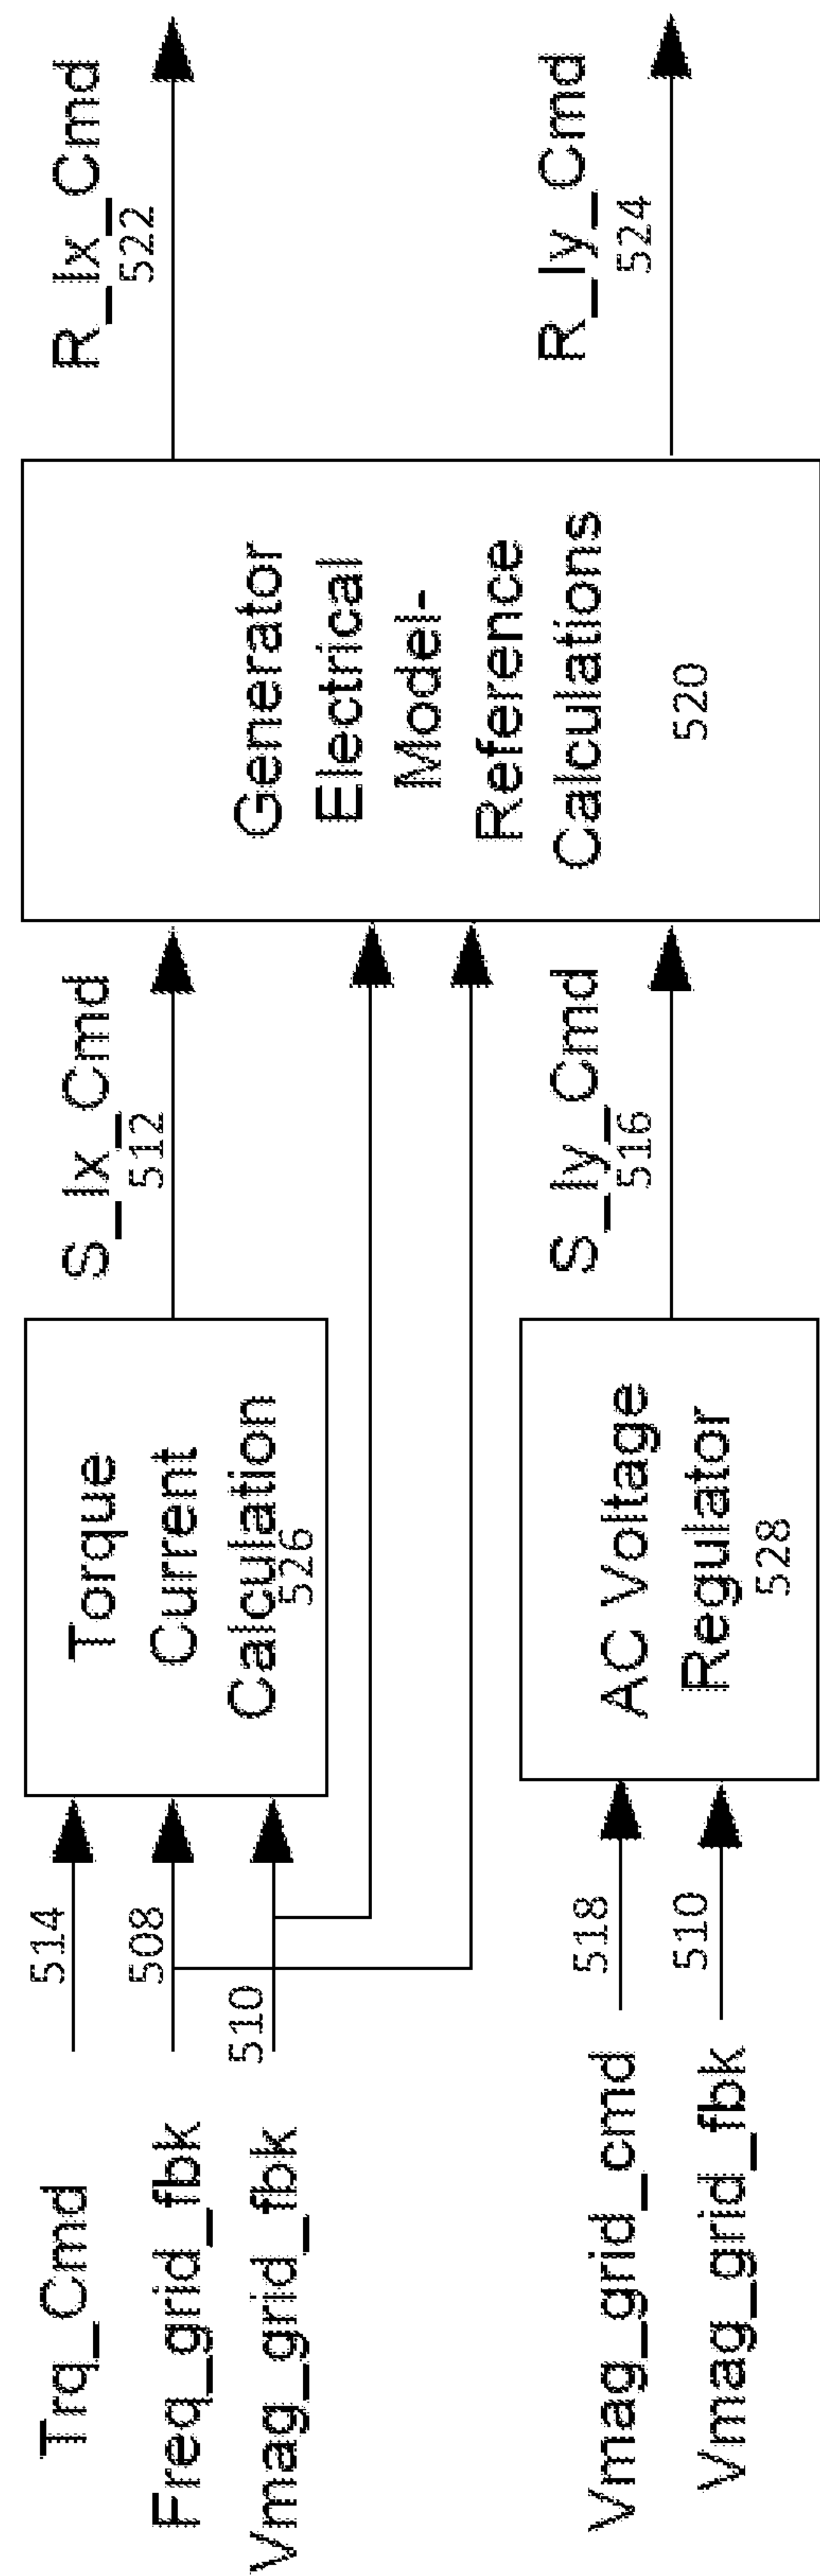 Trq_Cmd
514
Freq_grid_fbk
508
Vmag_grid_fbk
510
Torque
Current
Calculation
526
S_Ix_Cmd
512
Vmag_grid_cmd
518
Vmag_grid_fbk
510
AC Voltage
Regulator
528
S_Iy_Cmd
516
Generator
Electrical
Model-
Reference
Calculations
520
R_Ix_Cmd
522
R_Iy_Cmd
524